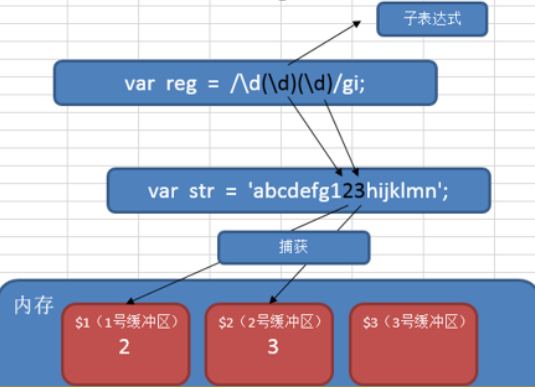 子表达式
var reg = /\d(\d)(\d)/gi;
var str = 'abcdefg123hijklmn';
捕获
内存
$1（1号缓冲区）
2
$2（2号缓冲区）
3
$3（3号缓冲区）